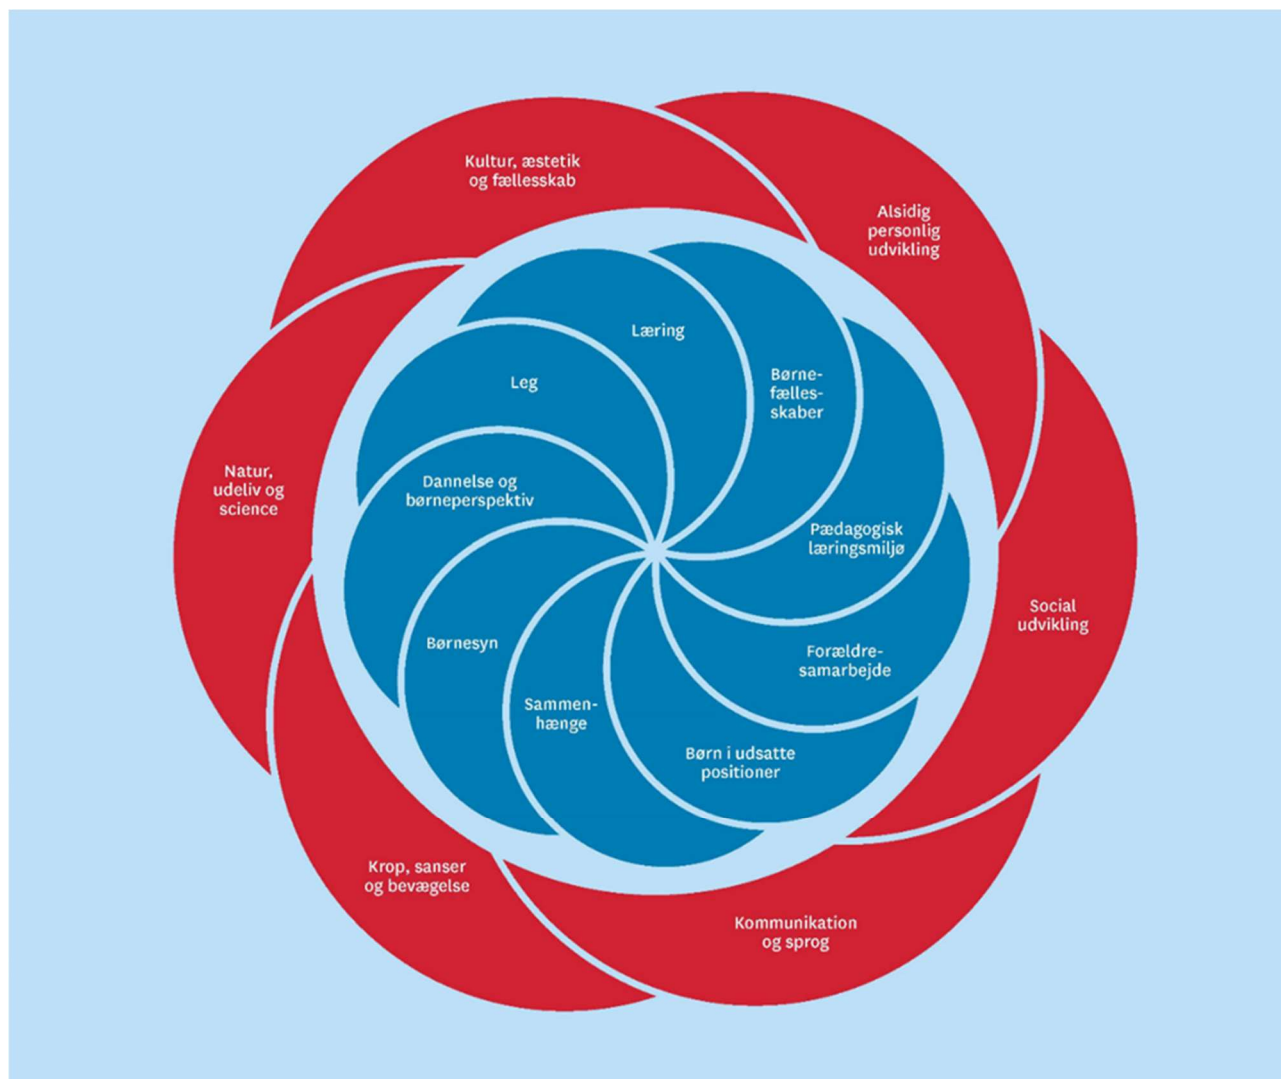 Kultur, æstetik
og fællesskab
Alsidig
personlig
udvikling
Læring
Børne-
fælles-
skaber
Leg
Natur,
udeliv og
science
Dannelse og
børneperspektiv
Pædagogisk
læringsmiljø
Social
udvikling
Børnesyn
Forældre-
samarbejde
Sammen-
hænge
Børn i udsatte
positioner
Krop, sanser
og bevægelse
Kommunikation
og sprog